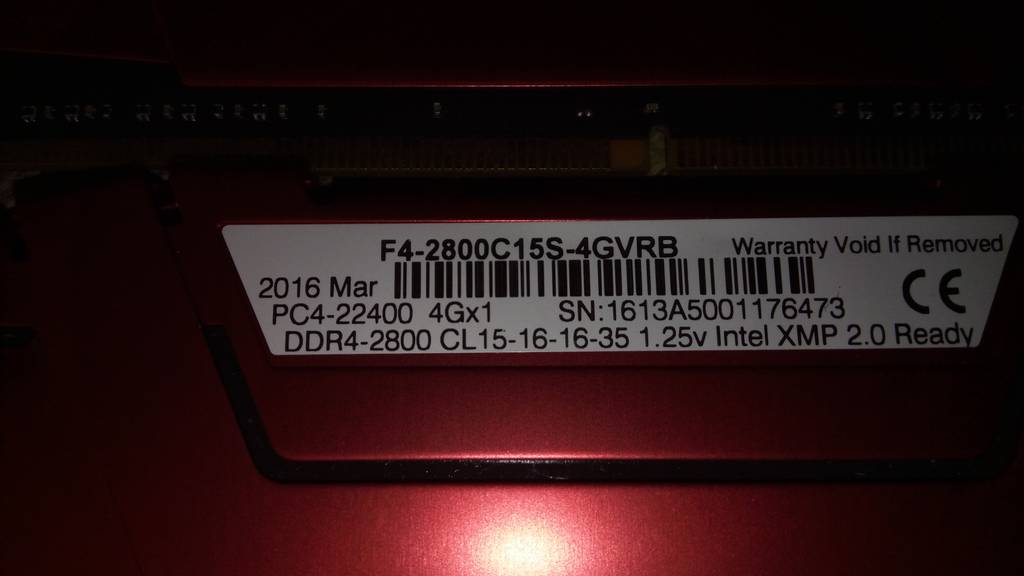 F4-2800C15S-4GVRB Warranty Void If Removed
2016 Mar
PC4-22400 4Gx1 SN:1613A5001176473
DDR4-2800 CL15-16-16-35 1.25v Intel XMP 2.0 Ready
CE